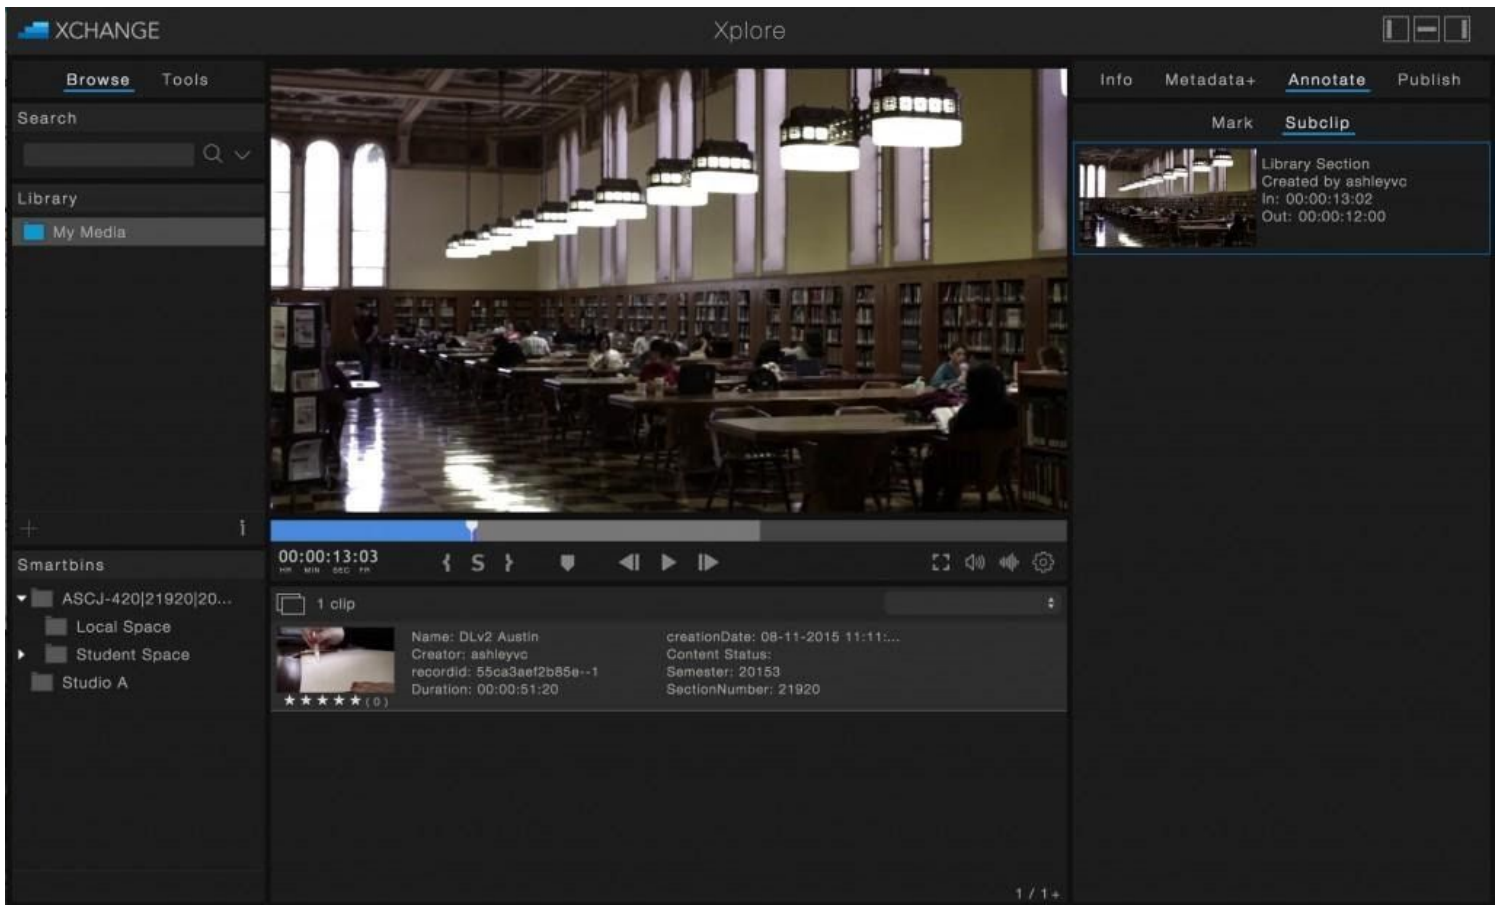 XCHANGE
Xplore
Browse Tools
Search
Library
My Media
Smartbins
ASCJ-420|21920|20...
Local Space
Student Space
Studio A
00:00:13:03
HR MIN SEC FR
{ S }
1 clip
Name: DLv2 Austin
Creator: ashleyvc
recordid: 55ca3aef2b85e--1
Duration: 00:00:51:20
★★★★★(0)
creationDate: 08-11-2015 11:11:...
Content Status:
Semester: 20153
SectionNumber: 21920
1 / 1+
Info Metadata+ Annotate Publish
Mark Subclip
Library Section
Created by ashleyvc
In: 00:00:13:02
Out: 00:00:12:00